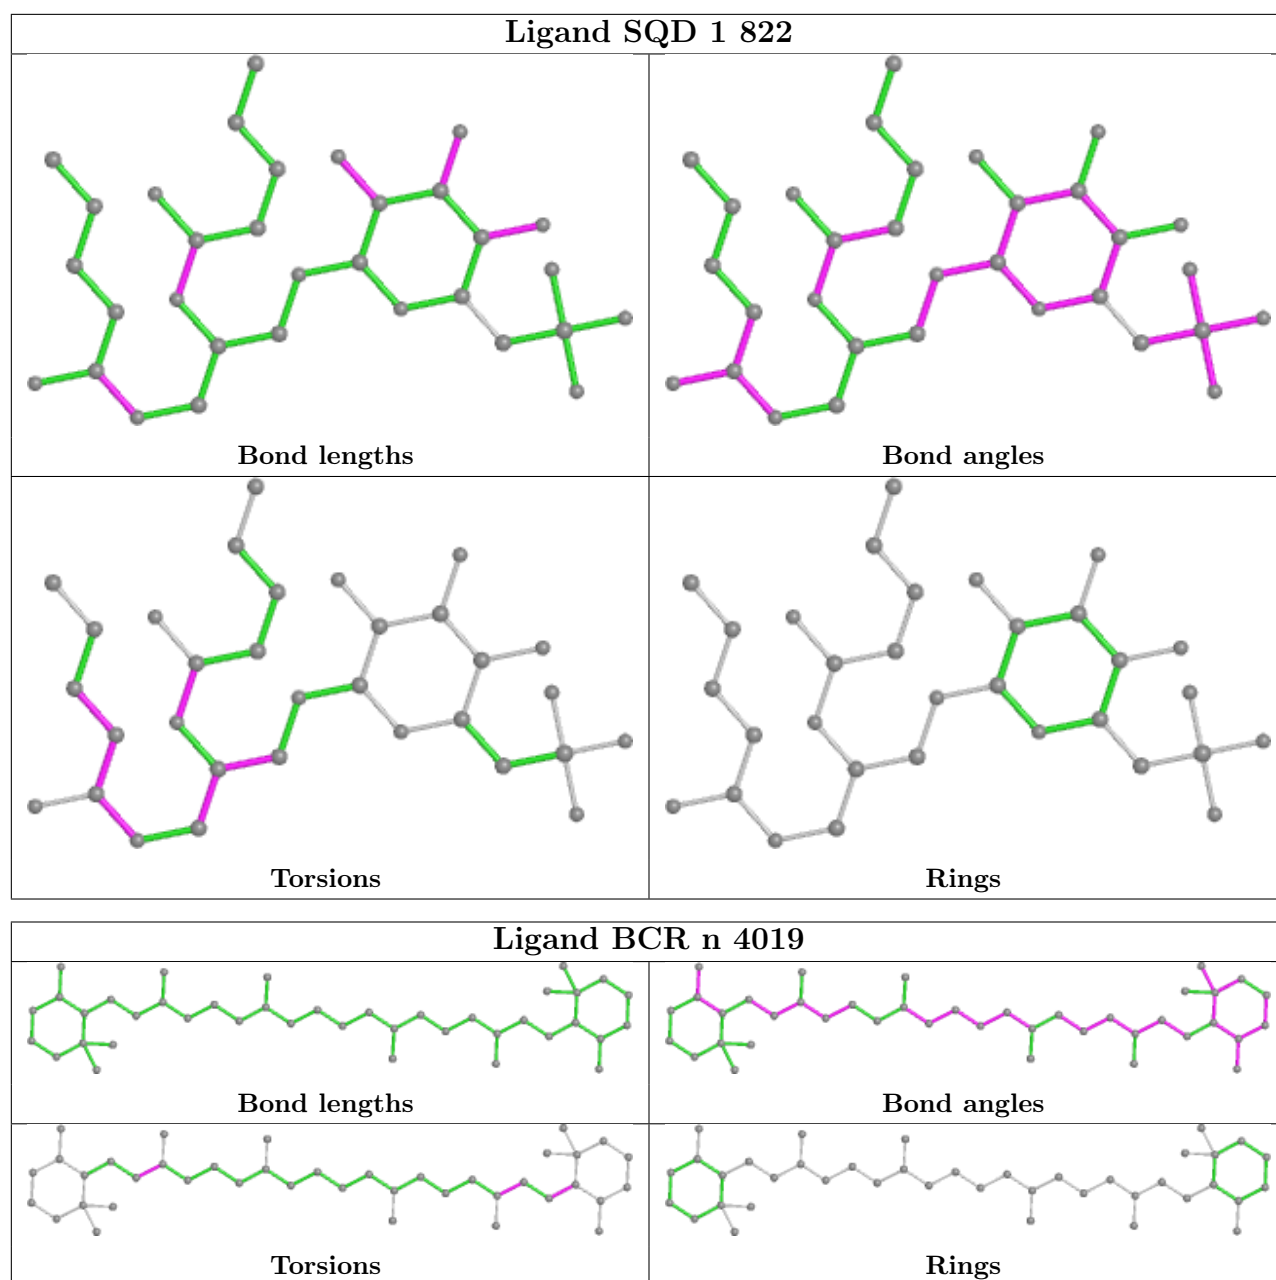 Ligand SQD 1 822
Bond lengths
Bond angles
Torsions
Rings
Ligand BCR n 4019
Bond lengths
Bond angles
Torsions
Rings